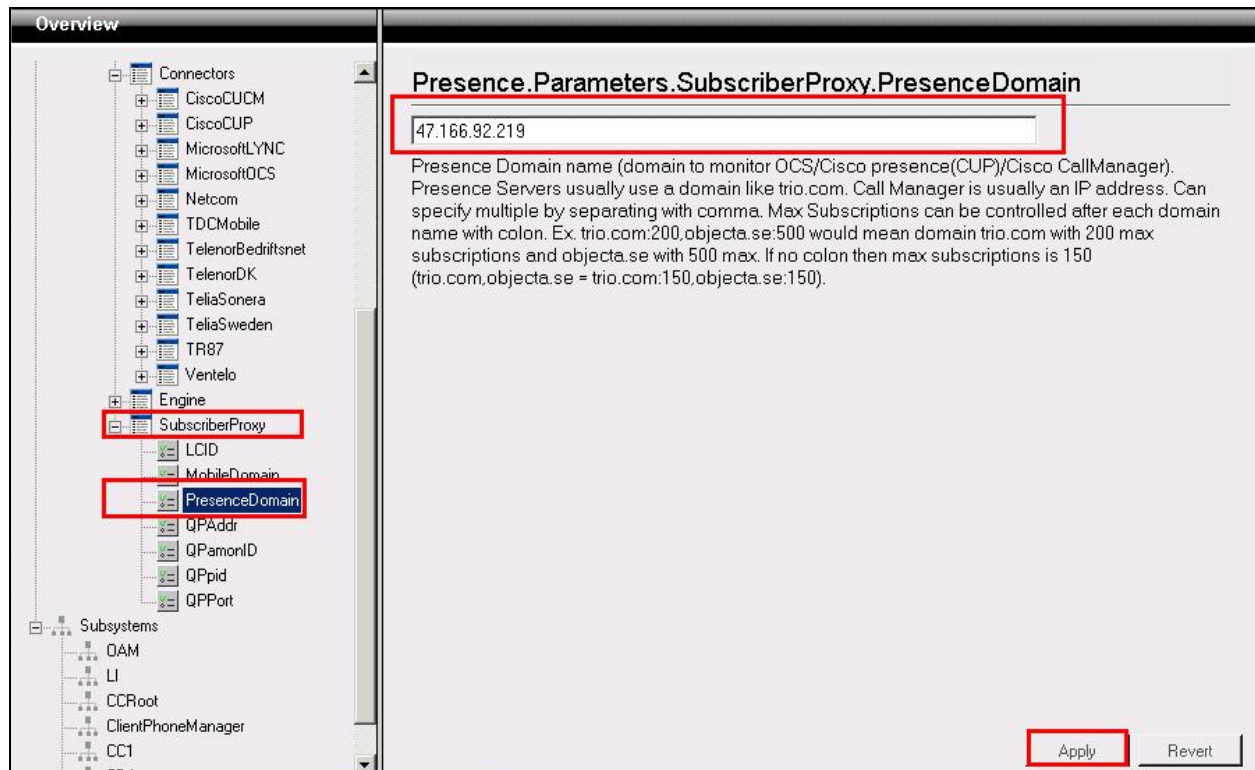 Overview
Connectors
CiscoCUCM
CiscoCUP
MicrosoftLYNC
MicrosoftOCS
Netcom
TDCMobile
TelenorBedriftsnet
TelenorDK
TeliaSonera
TeliaSweden
TR87
Ventelo
Engine
SubscriberProxy
LCID
MobileDomain
PresenceDomain
QPAddr
QPamonID
QPpid
QPPort
Subsystems
OAM
LI
CCRoot
ClientPhoneManager
CC1
Presence.Parameters.SubscriberProxy.PresenceDomain
47.166.92.219
Presence Domain name (domain to monitor OCS/Cisco presence(CUP)/Cisco CallManager).
Presence Servers usually use a domain like trio.com. Call Manager is usually an IP address. Can
specify multiple by separating with comma. Max Subscriptions can be controlled after each domain
name with colon. Ex. trio.com:200,objecta.se:500 would mean domain trio.com with 200 max
subscriptions and objecta.se with 500 max. If no colon then max subscriptions is 150
(trio.com,objecta.se = trio.com:150,objecta.se:150).
Apply
Revert